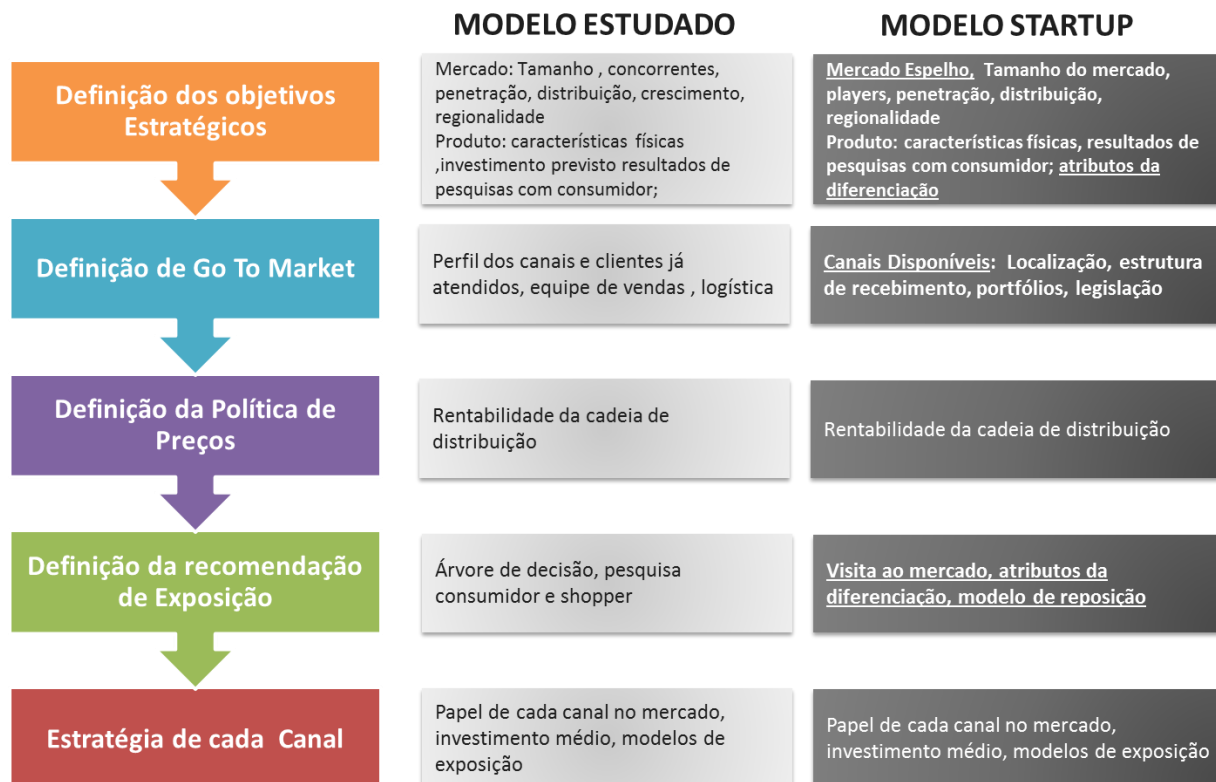 MODELO ESTUDADO
MODELO STARTUP
Definição dos objetivos
Estratégicos
Mercado: Tamanho , concorrentes,
penetração, distribuição, crescimento,
regionalidade
Produto: características físicas
,investimento previsto resultados de
pesquisas com consumidor;
Mercado Espelho, Tamanho do mercado,
players, penetração, distribuição,
regionalidade
Produto: características físicas, resultados de
pesquisas com consumidor; atributos da
diferenciação
Definição de Go To Market
Perfil dos canais e clientes já
atendidos, equipe de vendas , logística
Canais Disponíveis: Localização, estrutura
de recebimento, portfólios, legislação
Definição da Política de
Preços
Rentabilidade da cadeia de
distribuição
Rentabilidade da cadeia de distribuição
Definição da recomendação
de Exposição
Árvore de decisão, pesquisa
consumidor e shopper
Visita ao mercado, atributos da
diferenciação, modelo de reposição
Estratégia de cada Canal
Papel de cada canal no mercado,
investimento médio, modelos de
exposição
Papel de cada canal no mercado,
investimento médio, modelos de exposição